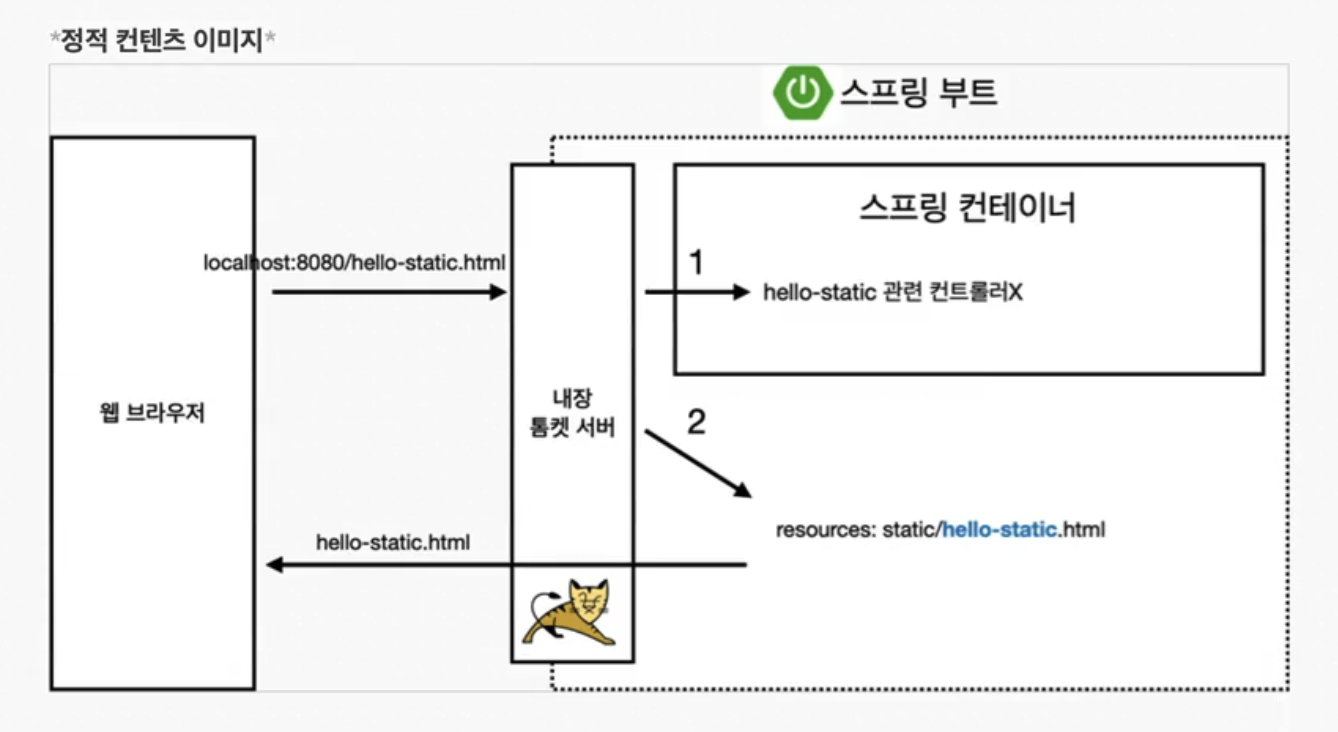 *정적 컨텐츠 이미지*
스프링 부트
스프링 컨테이너
localhost:8080/hello-static.html
1
hello-static 관련 컨트롤러X
웹 브라우저
내장
톰켓 서버
2
resources: static/hello-static.html
hello-static.html